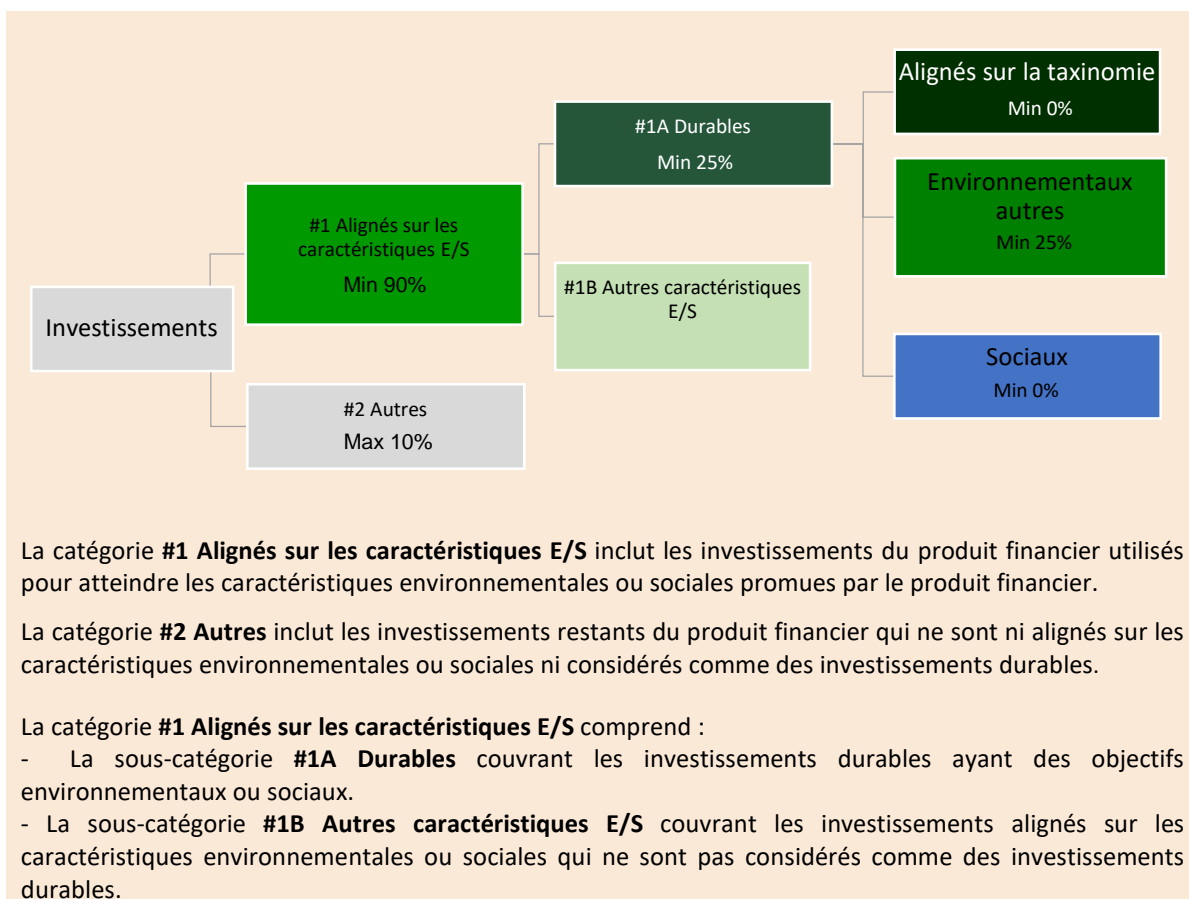 Alignés sur la taxinomie
Min 0%
#1A Durables
Min 25%
Environnementaux
autres
Min 25%
#1 Alignés sur les
caractéristiques E/S
Min 90%
#1B Autres caractéristiques
E/S
Investissements
Sociaux
Min 0%
#2 Autres
Max 10%
La catégorie #1 Alignés sur les caractéristiques E/S inclut les investissements du produit financier utilisés
pour atteindre les caractéristiques environnementales ou sociales promues par le produit financier.
La catégorie #2 Autres inclut les investissements restants du produit financier qui ne sont ni alignés sur les
caractéristiques environnementales ou sociales ni considérés comme des investissements durables.
La catégorie #1 Alignés sur les caractéristiques E/S comprend :
- La sous-catégorie #1A Durables couvrant les investissements durables ayant des objectifs
environnementaux ou sociaux.
- La sous-catégorie #1B Autres caractéristiques E/S couvrant les investissements alignés sur les
caractéristiques environnementales ou sociales qui ne sont pas considérés comme des investissements
durables.